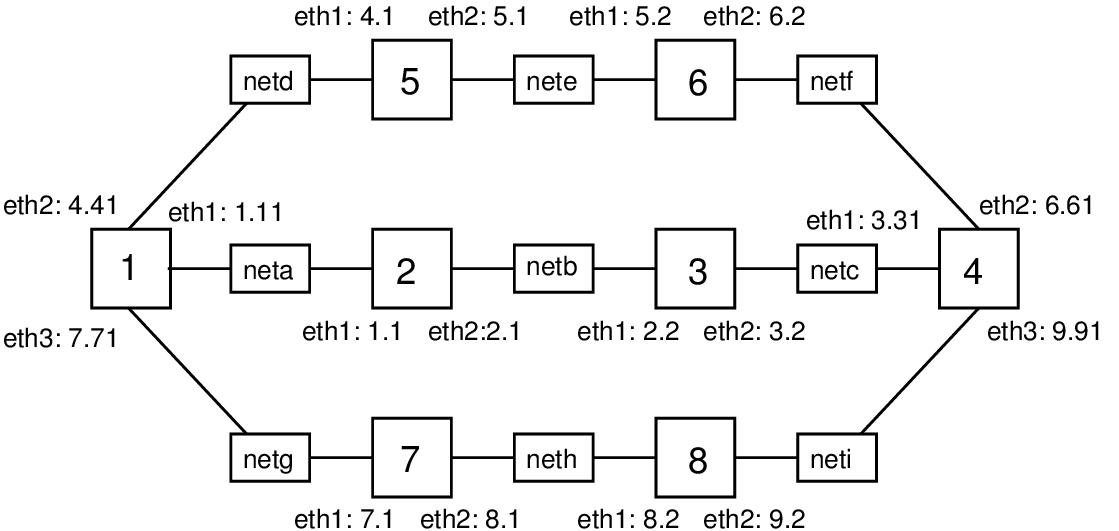 eth1: 4.1 eth2: 5.1 eth1: 5.2 eth2: 6.2
netd 5 nete 6 netf
eth2: 4.41 eth1: 1.11 eth1: 3.31 eth2: 6.61
1 neta 2 netb 3 netc 4
eth3: 7.71 eth1: 1.1 eth2:2.1 eth1: 2.2 eth2: 3.2 eth3: 9.91
netg 7 neth 8 neti
eth1: 7.1 eth2: 8.1 eth1: 8.2 eth2: 9.2